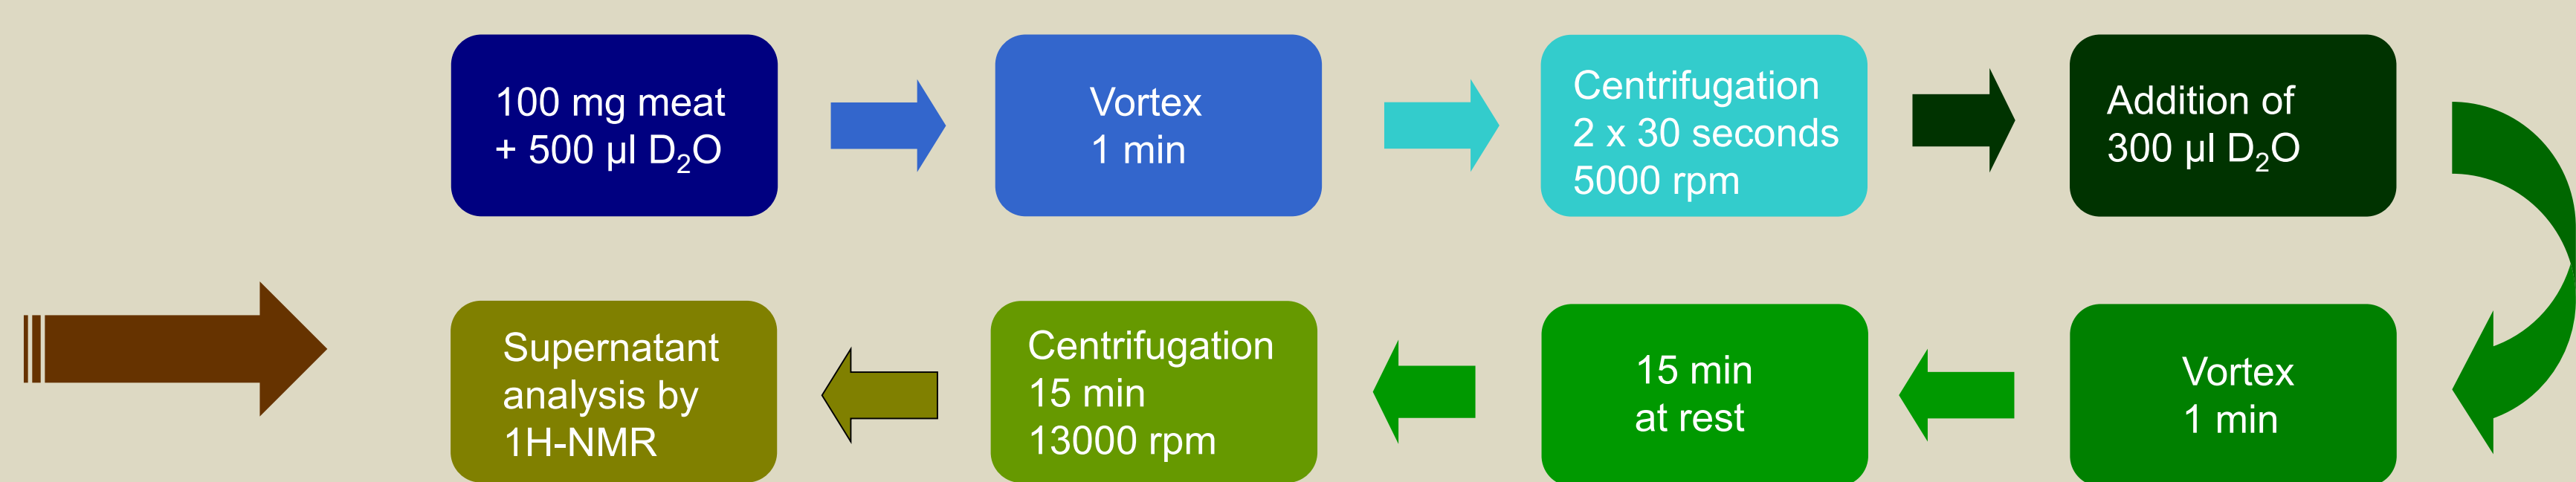 100 mg meat
+ 500 µl D₂O
Vortex
1 min
Centrifugation
2 x 30 seconds
5000 rpm
Addition of
300 µl D₂O
Vortex
1 min
15 min
at rest
Centrifugation
15 min
13000 rpm
Supernatant
analysis by
1H-NMR